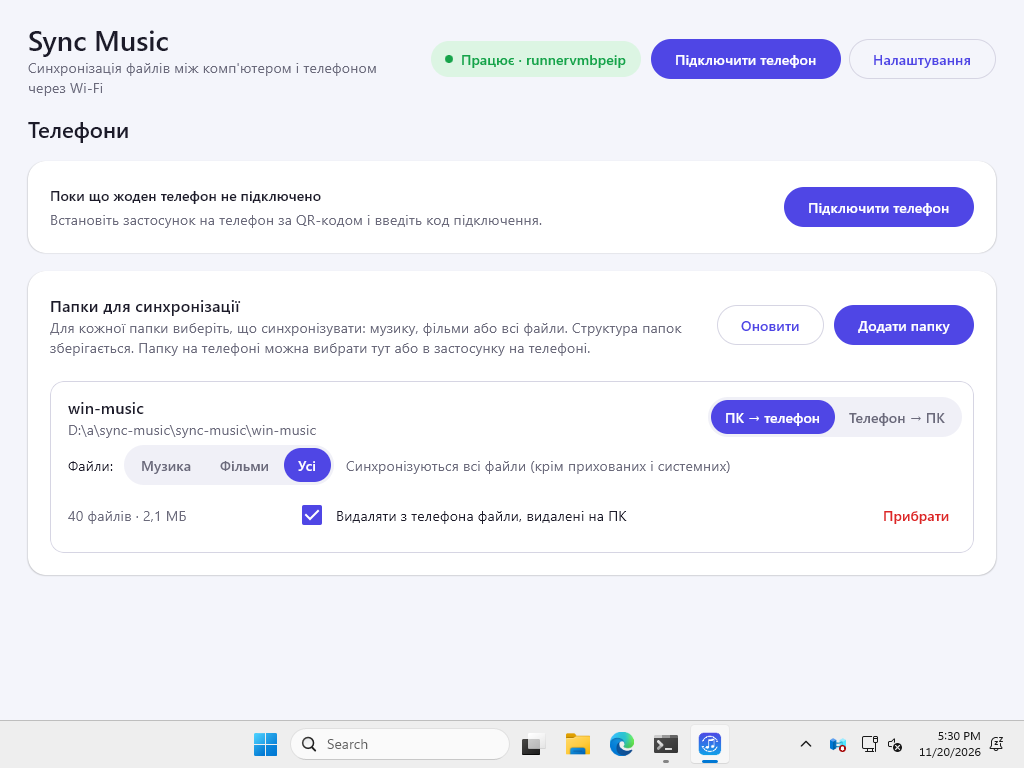 Sync Music
Синхронізація файлів між комп'ютером і телефоном
через Wi-Fi
Працює · runnervmbpeip
Підключити телефон
Налаштування
Телефони
Поки що жоден телефон не підключено
Встановіть застосунок на телефон за QR-кодом і введіть код підключення.
Підключити телефон
Папки для синхронізації
Для кожної папки виберіть, що синхронізувати: музику, фільми або всі файли. Структура папок
зберігається. Папку на телефоні можна вибрати тут або в застосунку на телефоні.
Оновити
Додати папку
win-music
D:\a\sync-music\sync-music\win-music
ПК → телефон
Телефон → ПК
Файли:
Музика
Фільми
Усі
Синхронізуються всі файли (крім прихованих і системних)
40 файлів · 2,1 МБ
Видаляти з телефона файли, видалені на ПК
Прибрати
Search
5:30 PM
11/20/2026